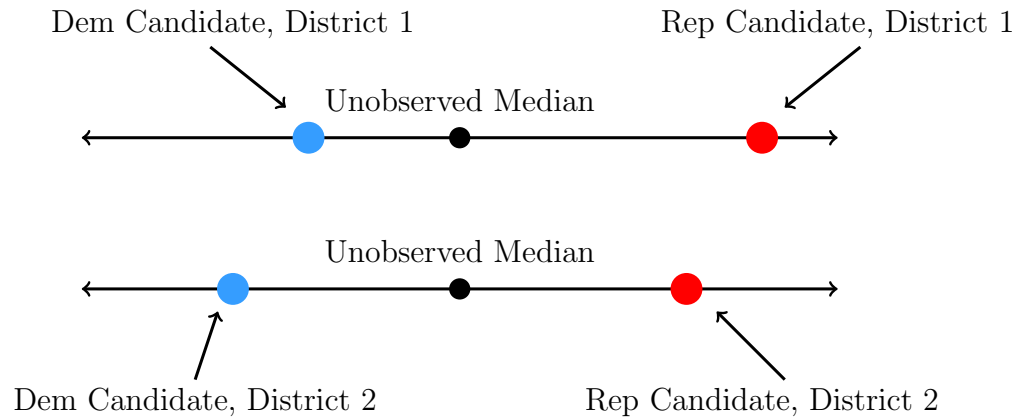 Dem Candidate, District 1
Rep Candidate, District 1
Unobserved Median
Unobserved Median
Dem Candidate, District 2
Rep Candidate, District 2